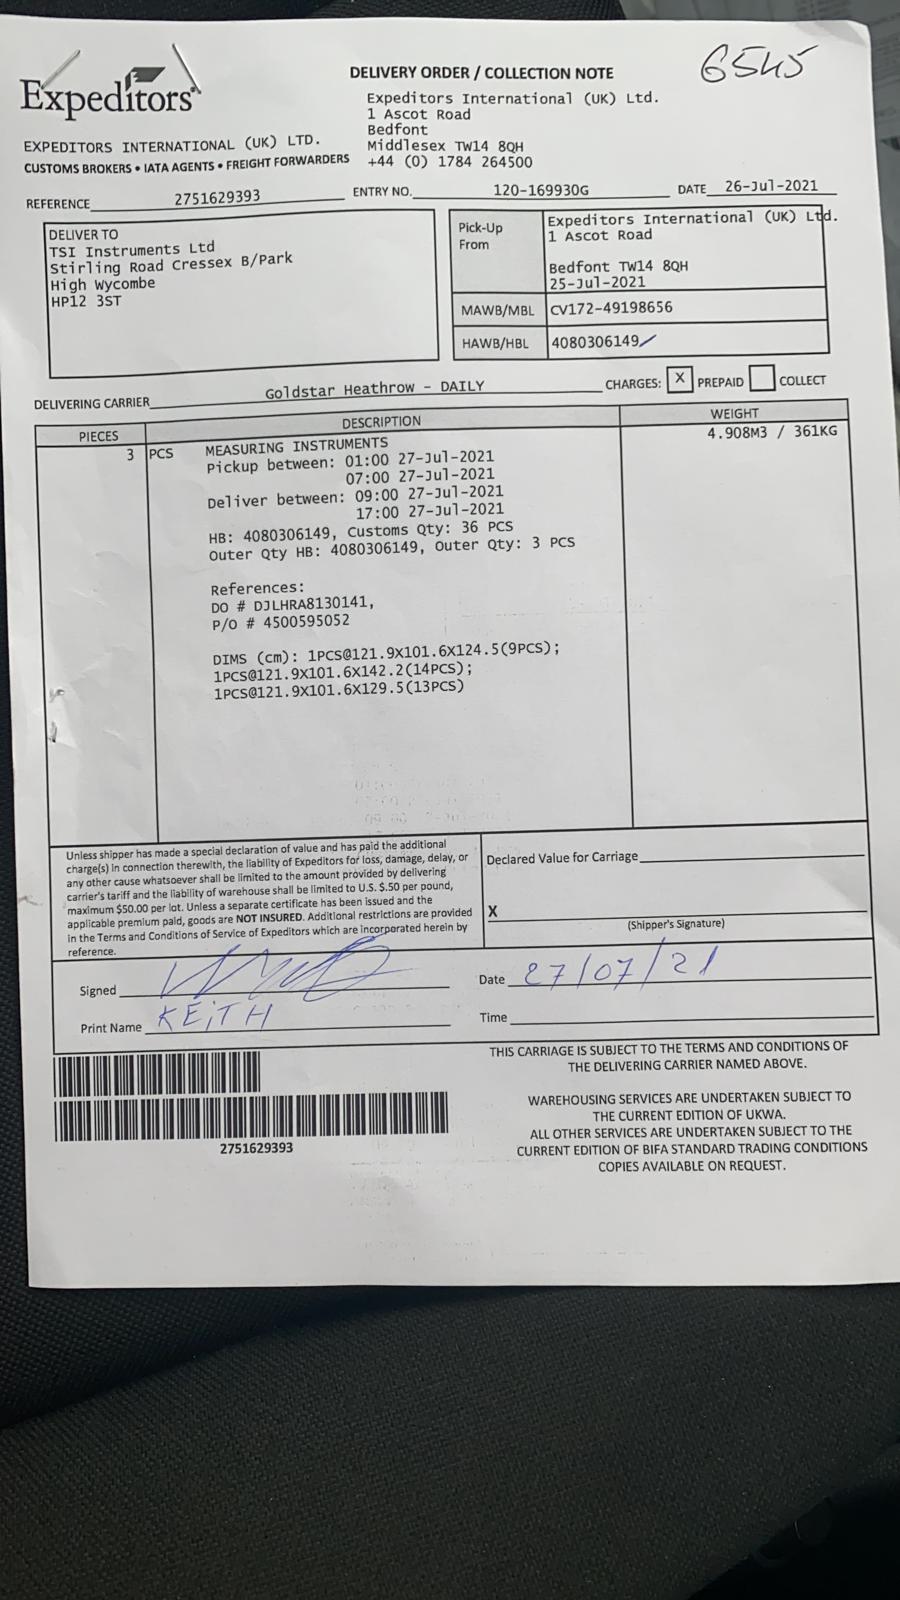 6545
Expeditors
DELIVERY ORDER / COLLECTION NOTE
Expeditors International (UK) Ltd.
1 Ascot Road
Bedfont
Middlesex TW14 8QH
+44 (0) 1784 264500
EXPEDITORS INTERNATIONAL (UK) LTD.
CUSTOMS BROKERS • IATA AGENTS • FREIGHT FORWARDERS
REFERENCE 2751629393 ENTRY NO. 120-169930G DATE 26-Jul-2021
DELIVER TO
TSI Instruments Ltd
Stirling Road Cressex B/Park
High Wycombe
HP12 3ST
Pick-Up From
Expeditors International (UK) Ltd.
1 Ascot Road
Bedfont TW14 8QH
25-Jul-2021
MAWB/MBL CV172-49198656
HAWB/HBL 4080306149
DELIVERING CARRIER Goldstar Heathrow - DAILY CHARGES: X PREPAID COLLECT
PIECES DESCRIPTION WEIGHT
3 PCS MEASURING INSTRUMENTS 4.908M3 / 361KG
Pickup between: 01:00 27-Jul-2021
07:00 27-Jul-2021
Deliver between: 09:00 27-Jul-2021
17:00 27-Jul-2021
HB: 4080306149, Customs Qty: 36 PCS
Outer Qty HB: 4080306149, Outer Qty: 3 PCS
References:
DO # DJLHRA8130141,
P/O # 4500595052
DIMS (cm): 1PCS@121.9X101.6X124.5(9PCS);
1PCS@121.9X101.6X142.2(14PCS);
1PCS@121.9X101.6X129.5(13PCS)
Unless shipper has made a special declaration of value and has paid the additional
charge(s) in connection therewith, the liability of Expeditors for loss, damage, delay, or
any other cause whatsoever shall be limited to the amount provided by delivering
carrier's tariff and the liability of warehouse shall be limited to U.S. $.50 per pound,
maximum $50.00 per lot. Unless a separate certificate has been issued and the
applicable premium paid, goods are NOT INSURED. Additional restrictions are provided
in the Terms and Conditions of Service of Expeditors which are incorporated herein by
reference.
Declared Value for Carriage
X
(Shipper's Signature)
Signed
Date 27/07/21
Print Name KEITH
Time
2751629393
THIS CARRIAGE IS SUBJECT TO THE TERMS AND CONDITIONS OF
THE DELIVERING CARRIER NAMED ABOVE.
WAREHOUSING SERVICES ARE UNDERTAKEN SUBJECT TO
THE CURRENT EDITION OF UKWA.
ALL OTHER SERVICES ARE UNDERTAKEN SUBJECT TO THE
CURRENT EDITION OF BIFA STANDARD TRADING CONDITIONS
COPIES AVAILABLE ON REQUEST.